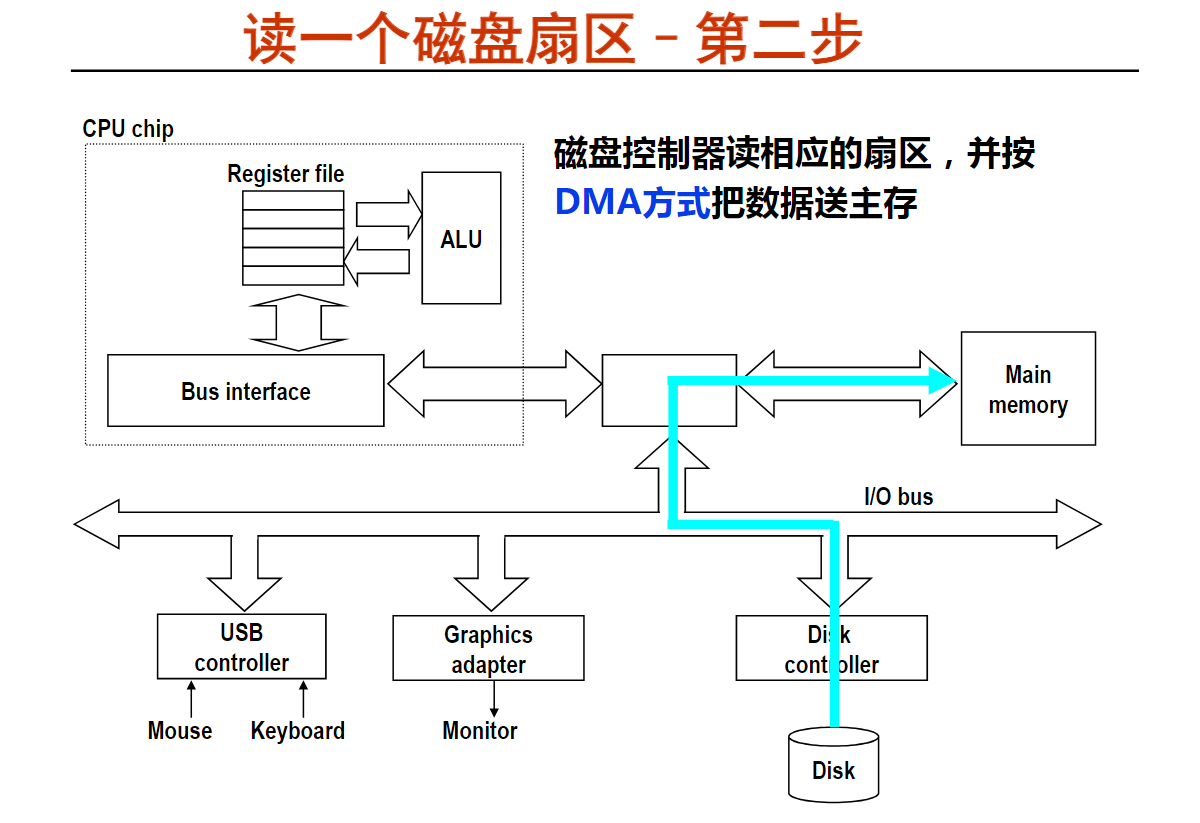 读一个磁盘扇区 - 第二步
CPU chip
磁盘控制器读相应的扇区，并按
DMA方式把数据送主存
Register file
ALU
Bus interface
Main
memory
I/O bus
USB
controller
Graphics
adapter
Disk
controller
Mouse
Keyboard
Monitor
Disk